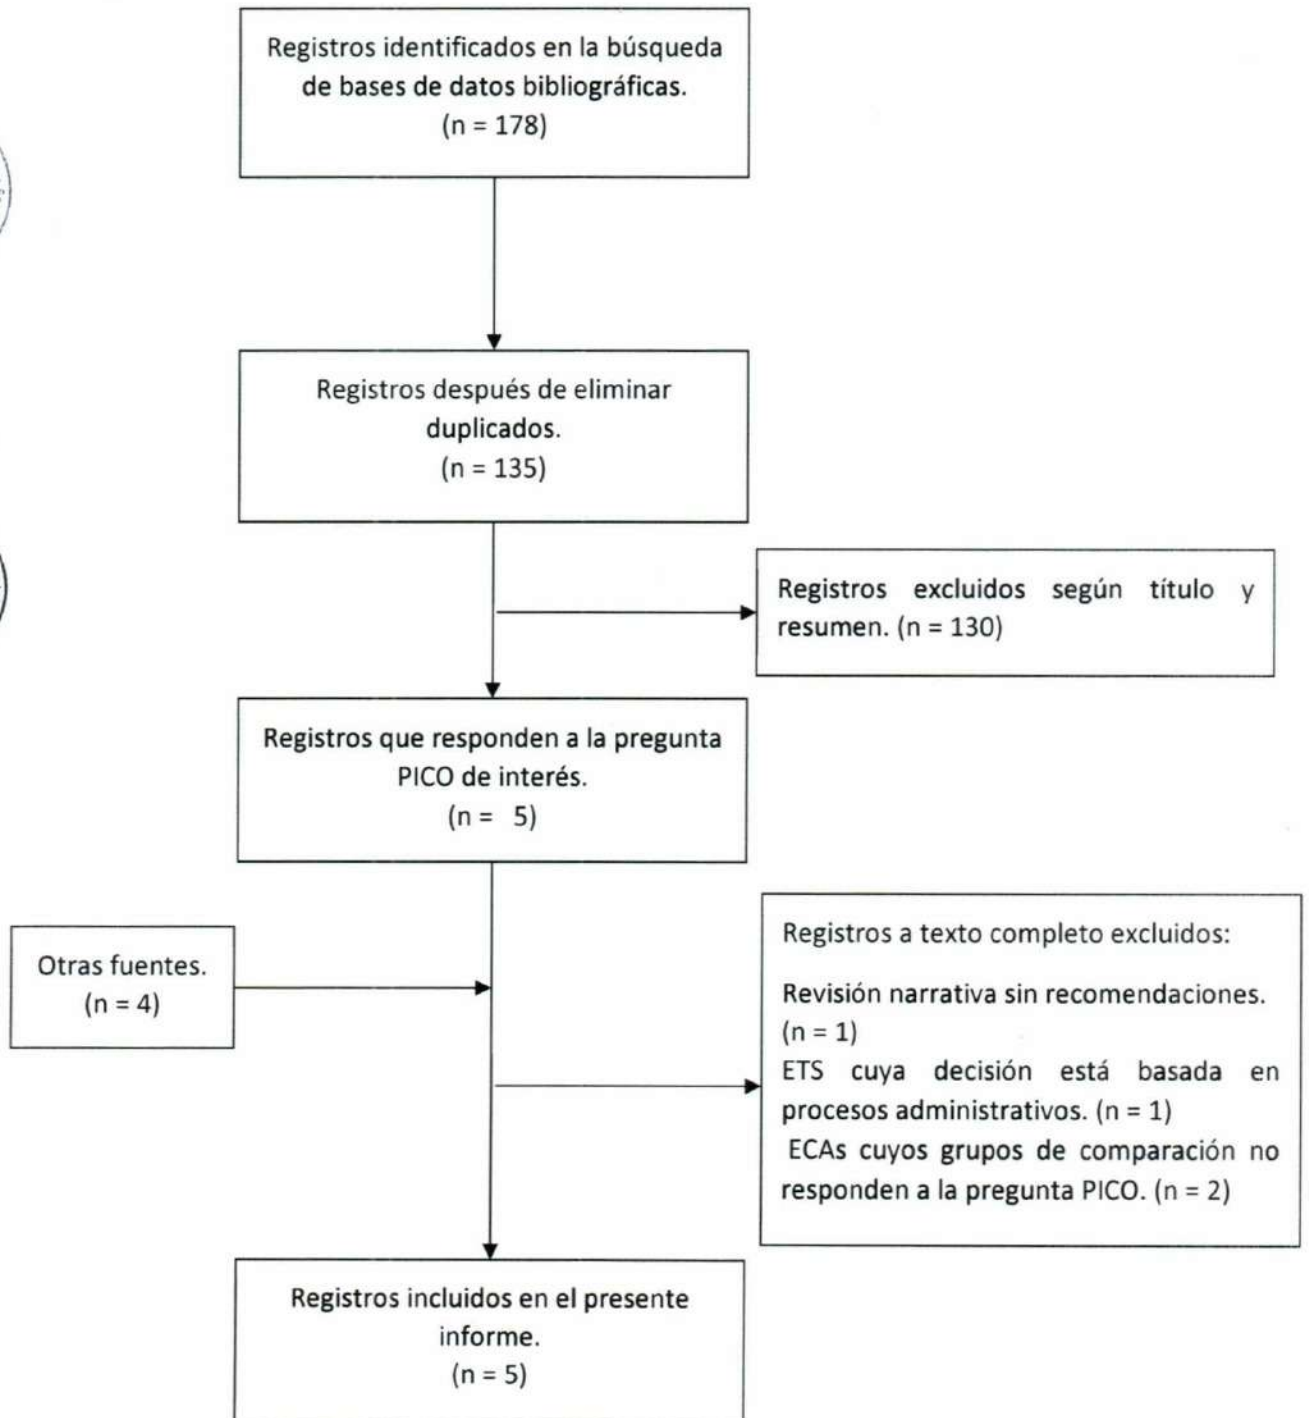 Registros identificados en la búsqueda
de bases de datos bibliográficas.
(n = 178)
Registros después de eliminar
duplicados.
(n = 135)
Registros excluidos según título y
resumen. (n = 130)
Registros que responden a la pregunta
PICO de interés.
(n = 5)
Otras fuentes.
(n = 4)
Registros a texto completo excluidos:
Revisión narrativa sin recomendaciones.
(n = 1)
ETS cuya decisión está basada en
procesos administrativos. (n = 1)
ECAs cuyos grupos de comparación no
responden a la pregunta PICO. (n = 2)
Registros incluidos en el presente
informe.
(n = 5)